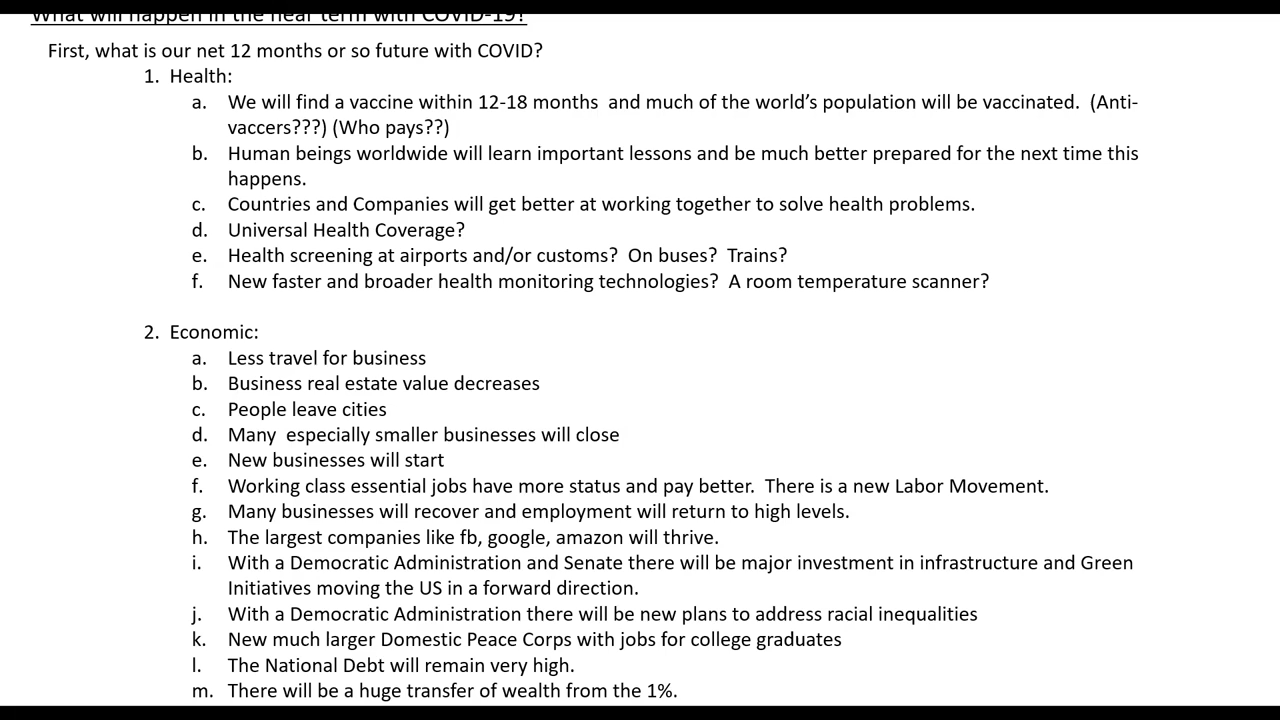 What will happen in the near term with COVID-19?
First, what is our net 12 months or so future with COVID?
1. Health:
a. We will find a vaccine within 12-18 months  and much of the world's population will be vaccinated.  (Anti-
vaccers???) (Who pays??)
b. Human beings worldwide will learn important lessons and be much better prepared for the next time this
happens.
c. Countries and Companies will get better at working together to solve health problems.
d. Universal Health Coverage?
e. Health screening at airports and/or customs?  On buses?  Trains?
f. New faster and broader health monitoring technologies?  A room temperature scanner?
2. Economic:
a. Less travel for business
b. Business real estate value decreases
c. People leave cities
d. Many  especially smaller businesses will close
e. New businesses will start
f. Working class essential jobs have more status and pay better.  There is a new Labor Movement.
g. Many businesses will recover and employment will return to high levels.
h. The largest companies like fb, google, amazon will thrive.
i. With a Democratic Administration and Senate there will be major investment in infrastructure and Green
Initiatives moving the US in a forward direction.
j. With a Democratic Administration there will be new plans to address racial inequalities
k. New much larger Domestic Peace Corps with jobs for college graduates
l. The National Debt will remain very high.
m. There will be a huge transfer of wealth from the 1%.